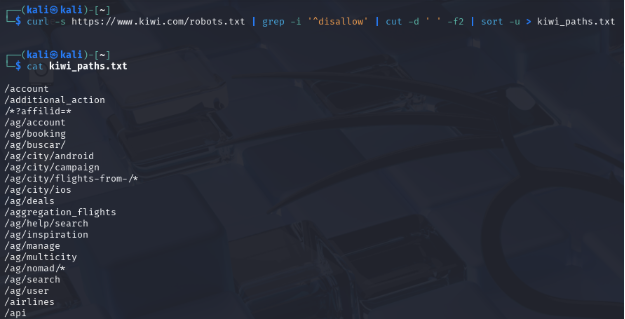 ┌──(kali㉿kali)-[~]
└─$ curl -s https://www.kiwi.com/robots.txt | grep -i '^disallow' | cut -d ' ' -f2 | sort -u > kiwi_paths.txt
┌──(kali㉿kali)-[~]
└─$ cat kiwi_paths.txt
/account
/additional_action
/*?affilid=*
/ag/account
/ag/booking
/ag/buscar/
/ag/city/android
/ag/city/campaign
/ag/city/flights-from-/*
/ag/city/ios
/ag/deals
/aggregation_flights
/ag/help/search
/ag/inspiration
/ag/manage
/ag/multicity
/ag/nomad/*
/ag/search
/ag/user
/airlines
/api